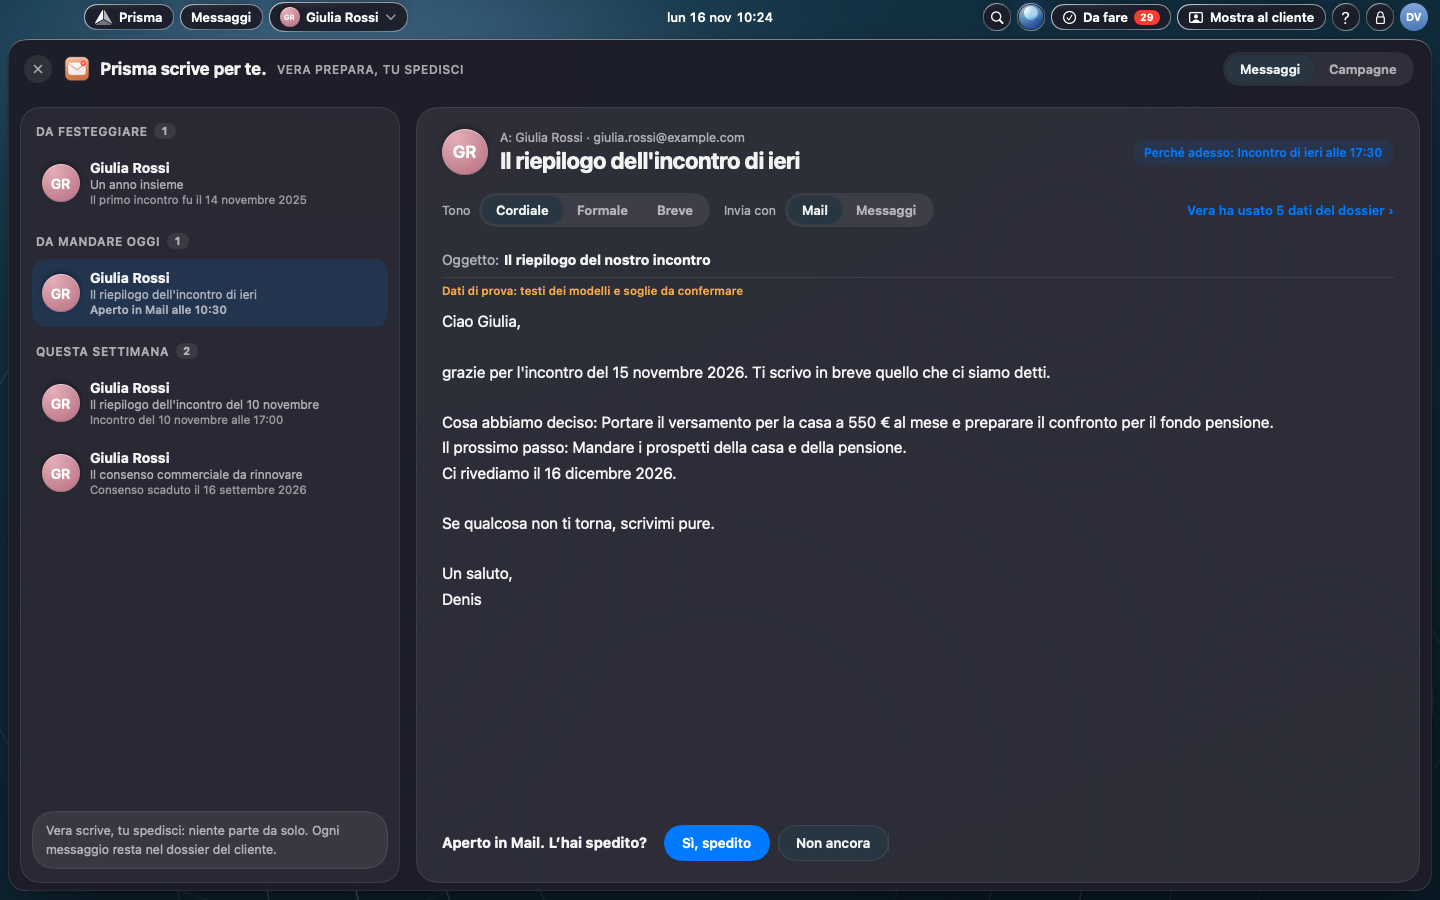 Prisma
Messaggi
GR Giulia Rossi
lun 16 nov 10:24
Da fare 29
Mostra al cliente
?
DV
Prisma scrive per te. VERA PREPARA, TU SPEDISCI
Messaggi
Campagne
DA FESTEGGIARE 1
GR
Giulia Rossi
Un anno insieme
Il primo incontro fu il 14 novembre 2025
DA MANDARE OGGI 1
GR
Giulia Rossi
Il riepilogo dell'incontro di ieri
Aperto in Mail alle 10:30
QUESTA SETTIMANA 2
GR
Giulia Rossi
Il riepilogo dell'incontro del 10 novembre
Incontro del 10 novembre alle 17:00
GR
Giulia Rossi
Il consenso commerciale da rinnovare
Consenso scaduto il 16 settembre 2026
Vera scrive, tu spedisci: niente parte da solo. Ogni
messaggio resta nel dossier del cliente.
GR
A: Giulia Rossi · giulia.rossi@example.com
Il riepilogo dell'incontro di ieri
Perché adesso: Incontro di ieri alle 17:30
Tono Cordiale Formale Breve Invia con Mail Messaggi
Vera ha usato 5 dati del dossier ›
Oggetto: Il riepilogo del nostro incontro
Dati di prova: testi dei modelli e soglie da confermare
Ciao Giulia,
grazie per l'incontro del 15 novembre 2026. Ti scrivo in breve quello che ci siamo detti.
Cosa abbiamo deciso: Portare il versamento per la casa a 550 € al mese e preparare il confronto per il fondo pensione.
Il prossimo passo: Mandare i prospetti della casa e della pensione.
Ci rivediamo il 16 dicembre 2026.
Se qualcosa non ti torna, scrivimi pure.
Un saluto,
Denis
Aperto in Mail. L’hai spedito?
Sì, spedito
Non ancora